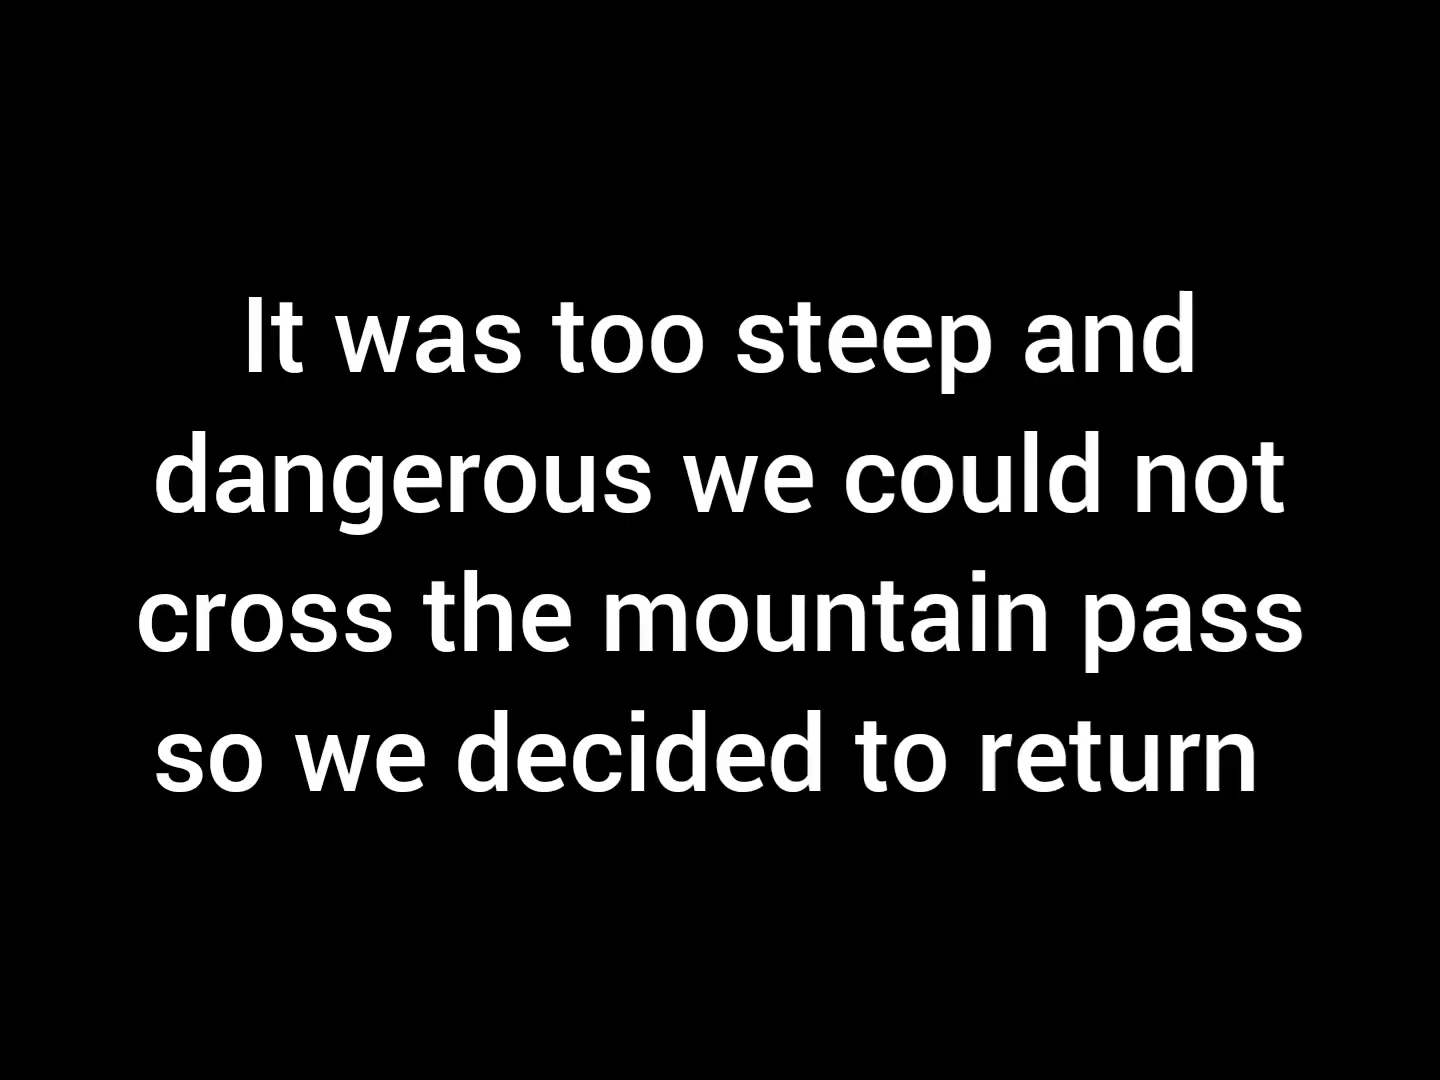 It was too steep and
dangerous we could not
cross the mountain pass
so we decided to return